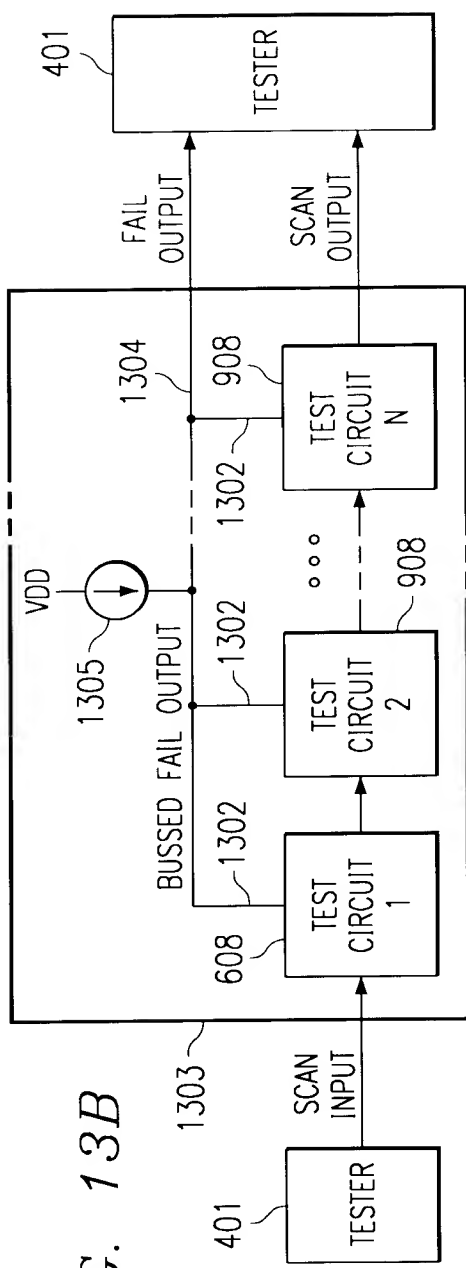 G. 13B
401
TESTER
SCAN
INPUT
1303
VDD
1305
BUSSED FAIL OUTPUT
1302
1302
1302
1304
608
TEST
CIRCUIT
1
TEST
CIRCUIT
2
908
TEST
CIRCUIT
N
908
FAIL
OUTPUT
SCAN
OUTPUT
401
TESTER